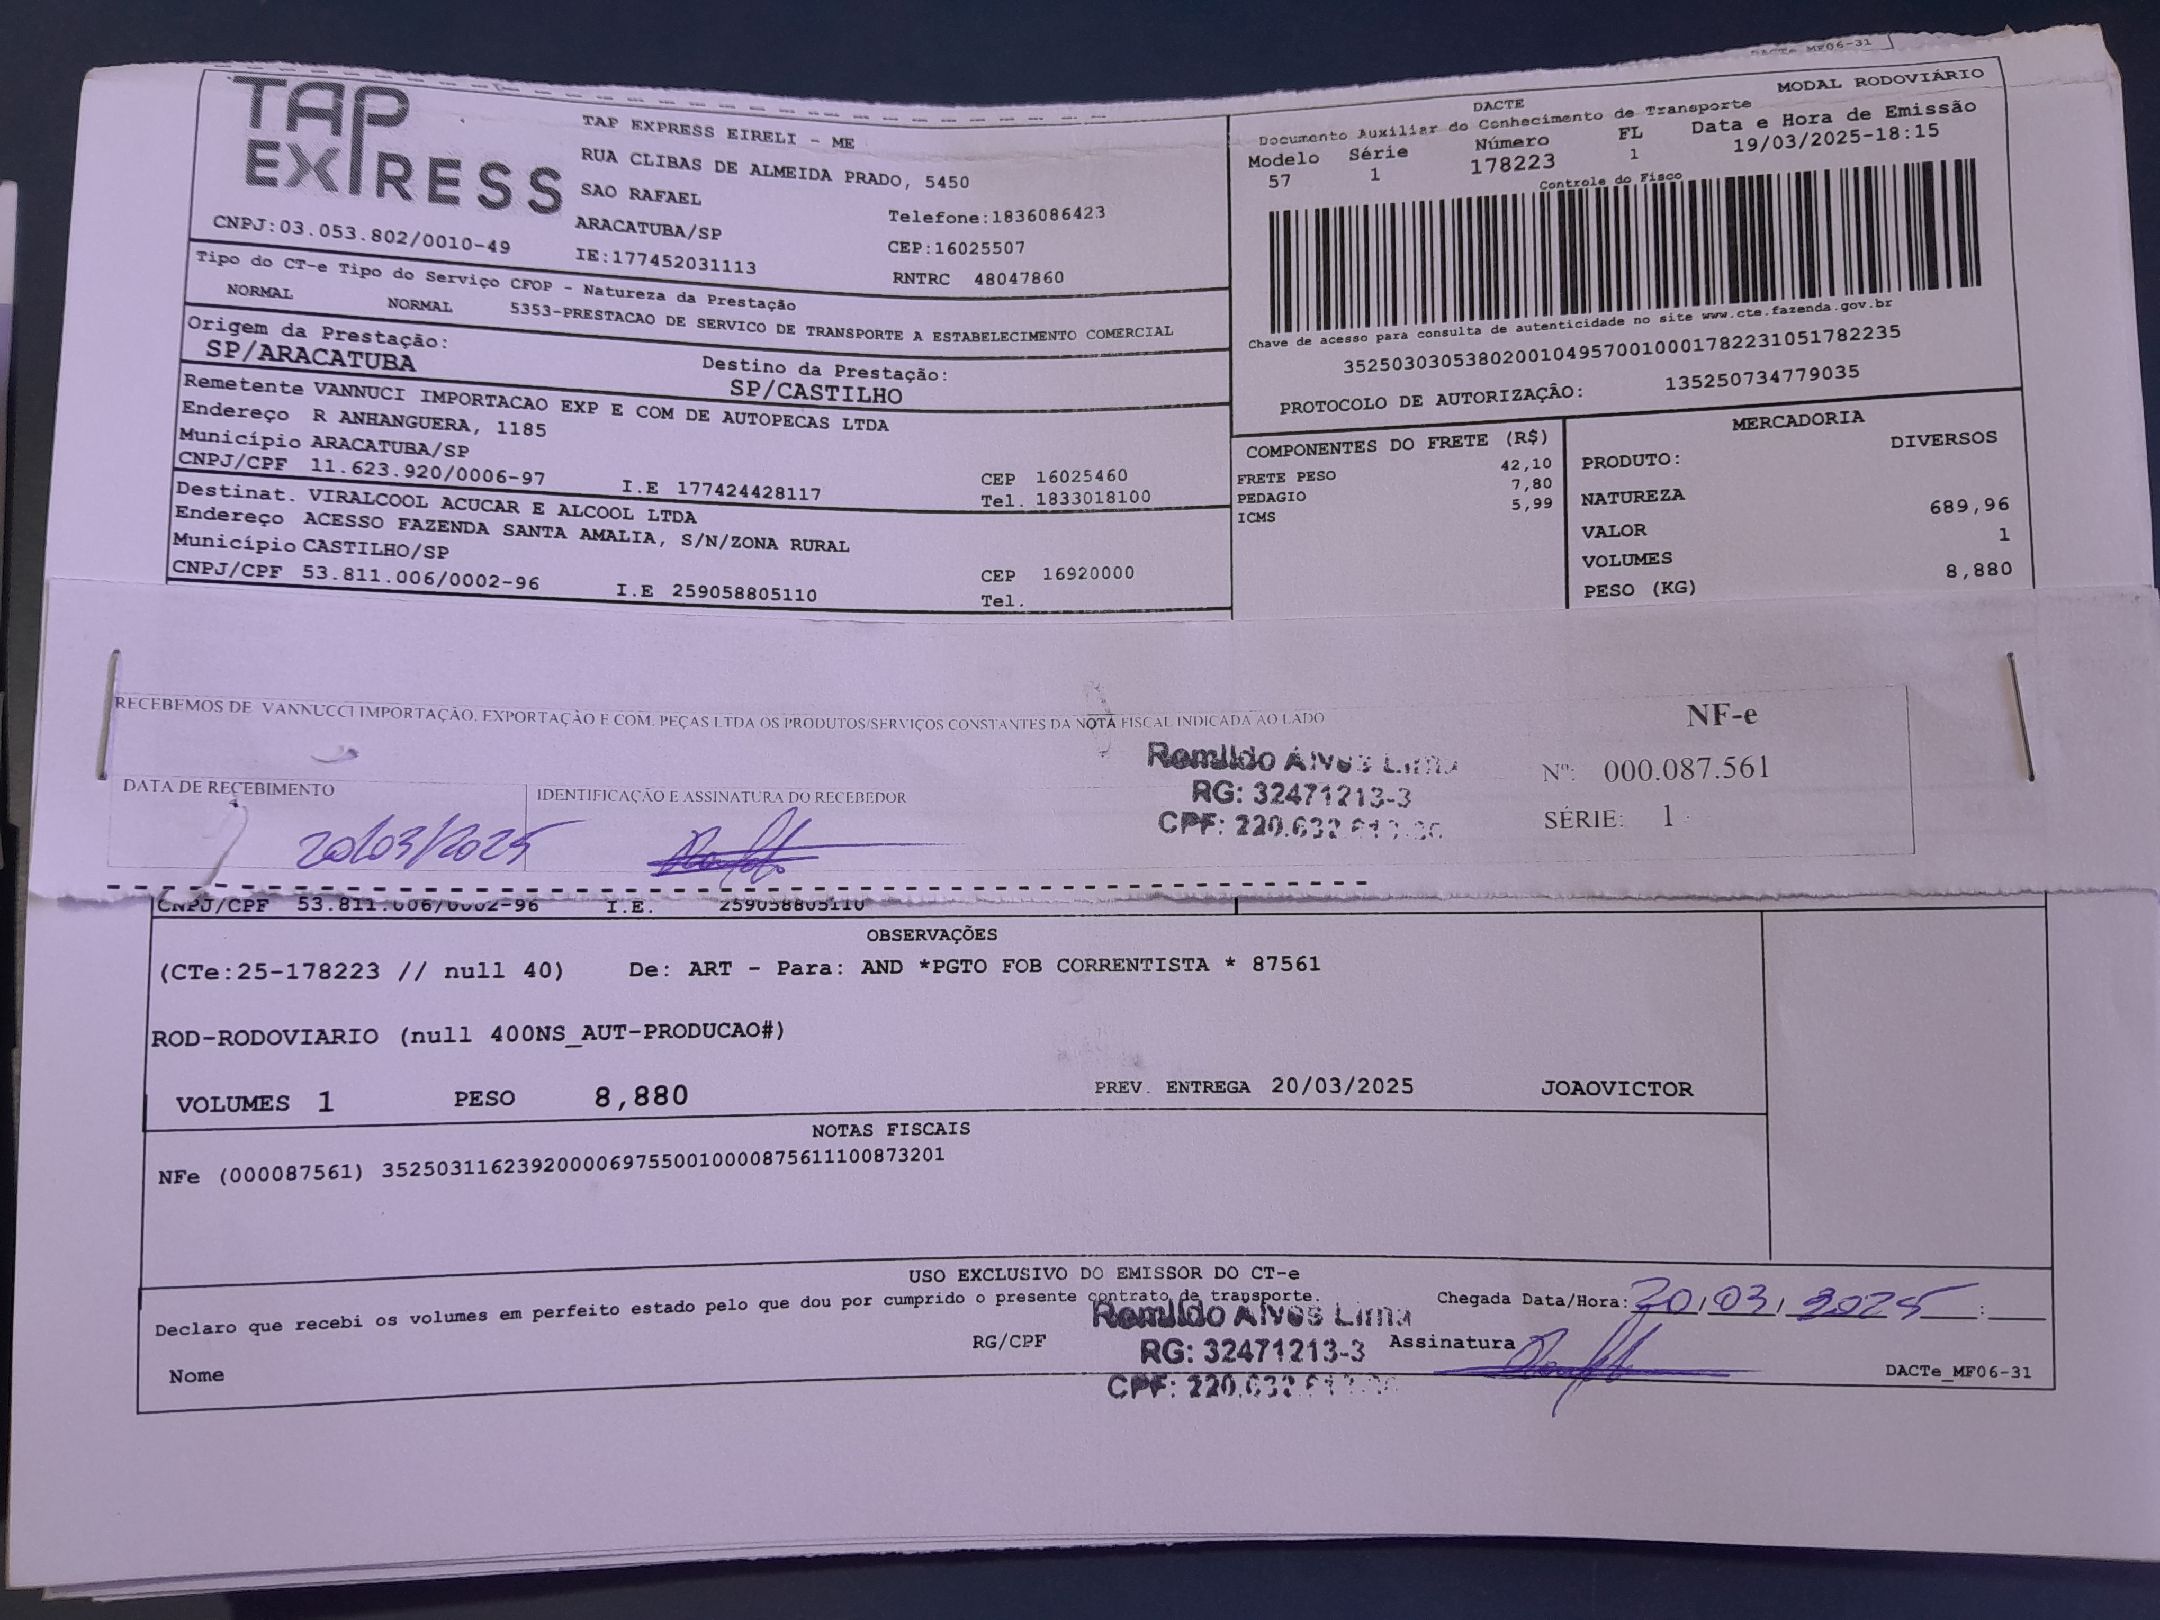 DACTe_MF06-31
TAP EXPRESS
CNPJ:03.053.802/0010-49
TAP EXPRESS EIRELI - ME
RUA CLIBAS DE ALMEIDA PRADO, 5450
SAO RAFAEL
ARACATUBA/SP
IE:177452031113
Telefone:1836086423
CEP:16025507
RNTRC 48047860
MODAL RODOVIÁRIO
DACTE
Documento Auxiliar do Conhecimento de Transporte
Modelo Série Número FL Data e Hora de Emissão
57 1 178223 1 19/03/2025-18:15
Controle do Fisco
Chave de acesso para consulta de autenticidade no site www.cte.fazenda.gov.br
35250303053802001049570010001782231051782235
PROTOCOLO DE AUTORIZAÇÃO: 135250734779035
Tipo do CT-e Tipo do Serviço CFOP - Natureza da Prestação
NORMAL NORMAL 5353-PRESTACAO DE SERVICO DE TRANSPORTE A ESTABELECIMENTO COMERCIAL
Origem da Prestação: Destino da Prestação:
SP/ARACATUBA SP/CASTILHO
Remetente VANNUCI IMPORTACAO EXP E COM DE AUTOPECAS LTDA
Endereço R ANHANGUERA, 1185
Município ARACATUBA/SP CEP 16025460
CNPJ/CPF 11.623.920/0006-97 I.E 177424428117 Tel. 1833018100
Destinat. VIRALCOOL ACUCAR E ALCOOL LTDA
Endereço ACESSO FAZENDA SANTA AMALIA, S/N/ZONA RURAL
Município CASTILHO/SP CEP 16920000
CNPJ/CPF 53.811.006/0002-96 I.E 259058805110 Tel.
COMPONENTES DO FRETE (R$)
FRETE PESO 42,10
PEDAGIO 7,80
ICMS 5,99
MERCADORIA
PRODUTO: DIVERSOS
NATUREZA
VALOR 689,96
VOLUMES 1
PESO (KG) 8,880
RECEBEMOS DE VANNUCCI IMPORTAÇÃO, EXPORTAÇÃO E COM. PEÇAS LTDA OS PRODUTOS/SERVIÇOS CONSTANTES DA NOTA FISCAL INDICADA AO LADO
NF-e
Nº: 000.087.561
SÉRIE: 1
DATA DE RECEBIMENTO
20/03/2025
IDENTIFICAÇÃO E ASSINATURA DO RECEBEDOR
Romildo Alves Lima
RG: 32471213-3
CPF: 220.632
CNPJ/CPF 53.811.006/0002-96 I.E. 259058805110
OBSERVAÇÕES
(CTe:25-178223 // null 40) De: ART - Para: AND *PGTO FOB CORRENTISTA * 87561
ROD-RODOVIARIO (null 400NS_AUT-PRODUCAO#)
VOLUMES 1 PESO 8,880 PREV. ENTREGA 20/03/2025 JOAOVICTOR
NOTAS FISCAIS
NFe (000087561) 35250311623920000697550010000875611100873201
USO EXCLUSIVO DO EMISSOR DO CT-e
Declaro que recebi os volumes em perfeito estado pelo que dou por cumprido o presente contrato de transporte.
Chegada Data/Hora: 20/03/2025 :
Nome RG/CPF Assinatura
Romildo Alves Lima
RG: 32471213-3
CPF: 220.632
DACTe_MF06-31